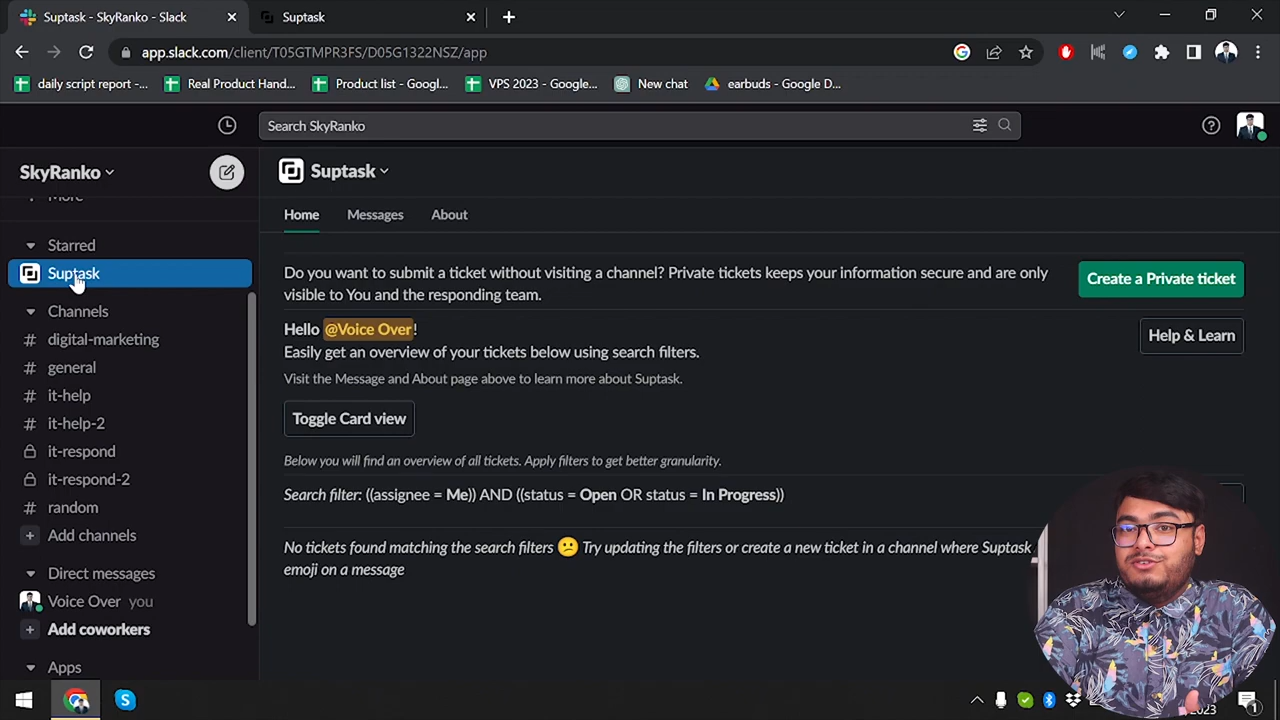 Suptask - SkyRanko - Slack
Suptask
app.slack.com/client/T05GTMPR3FS/D05G1322NSZ/app
daily script report -...
Real Product Hand...
Product list - Googl...
VPS 2023 - Google...
New chat
earbuds - Google D...
Search SkyRanko
SkyRanko
Suptask
More
Home
Messages
About
Starred
Suptask
Channels
# digital-marketing
# general
# it-help
# it-help-2
it-respond
it-respond-2
# random
+ Add channels
Direct messages
Voice Over you
+ Add coworkers
Apps
Do you want to submit a ticket without visiting a channel? Private tickets keeps your information secure and are only
visible to You and the responding team.
Create a Private ticket
Hello @Voice Over!
Easily get an overview of your tickets below using search filters.
Visit the Message and About page above to learn more about Suptask.
Help & Learn
Toggle Card view
Below you will find an overview of all tickets. Apply filters to get better granularity.
Search filter: ((assignee = Me)) AND ((status = Open OR status = In Progress))
No tickets found matching the search filters 😕 Try updating the filters or create a new ticket in a channel where Suptask
emoji on a message
2023
1